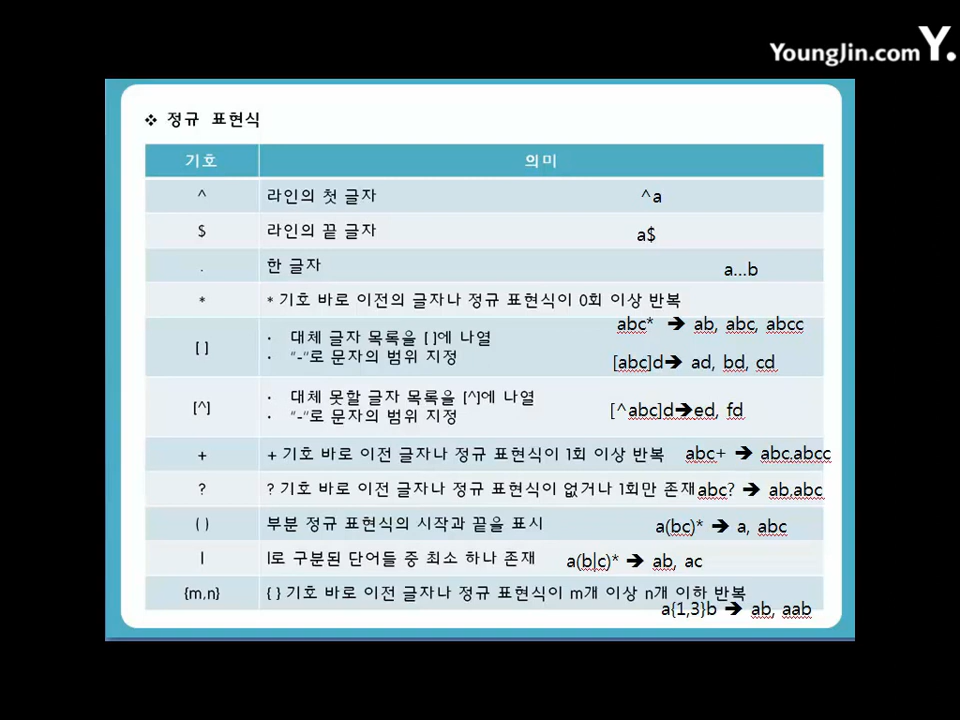 YoungJin.com Y.
❖ 정규 표현식
기호 의미
^ 라인의 첫 글자 ^a
$ 라인의 끝 글자 a$
. 한 글자 a...b
* * 기호 바로 이전의 글자나 정규 표현식이 0회 이상 반복
abc* ➔ ab, abc, abcc
[ ] • 대체 글자 목록을 [ ]에 나열
• "-"로 문자의 범위 지정 [abc]d➔ ad, bd, cd
[^] • 대체 못할 글자 목록을 [^]에 나열
• "-"로 문자의 범위 지정 [^abc]d➔ed, fd
+ + 기호 바로 이전 글자나 정규 표현식이 1회 이상 반복 abc+ ➔ abc.abcc
? ? 기호 바로 이전 글자나 정규 표현식이 없거나 1회만 존재 abc? ➔ ab,abc
( ) 부분 정규 표현식의 시작과 끝을 표시 a(bc)* ➔ a, abc
| |로 구분된 단어들 중 최소 하나 존재 a(b|c)* ➔ ab, ac
{m,n} { } 기호 바로 이전 글자나 정규 표현식이 m개 이상 n개 이하 반복
a{1,3}b ➔ ab, aab